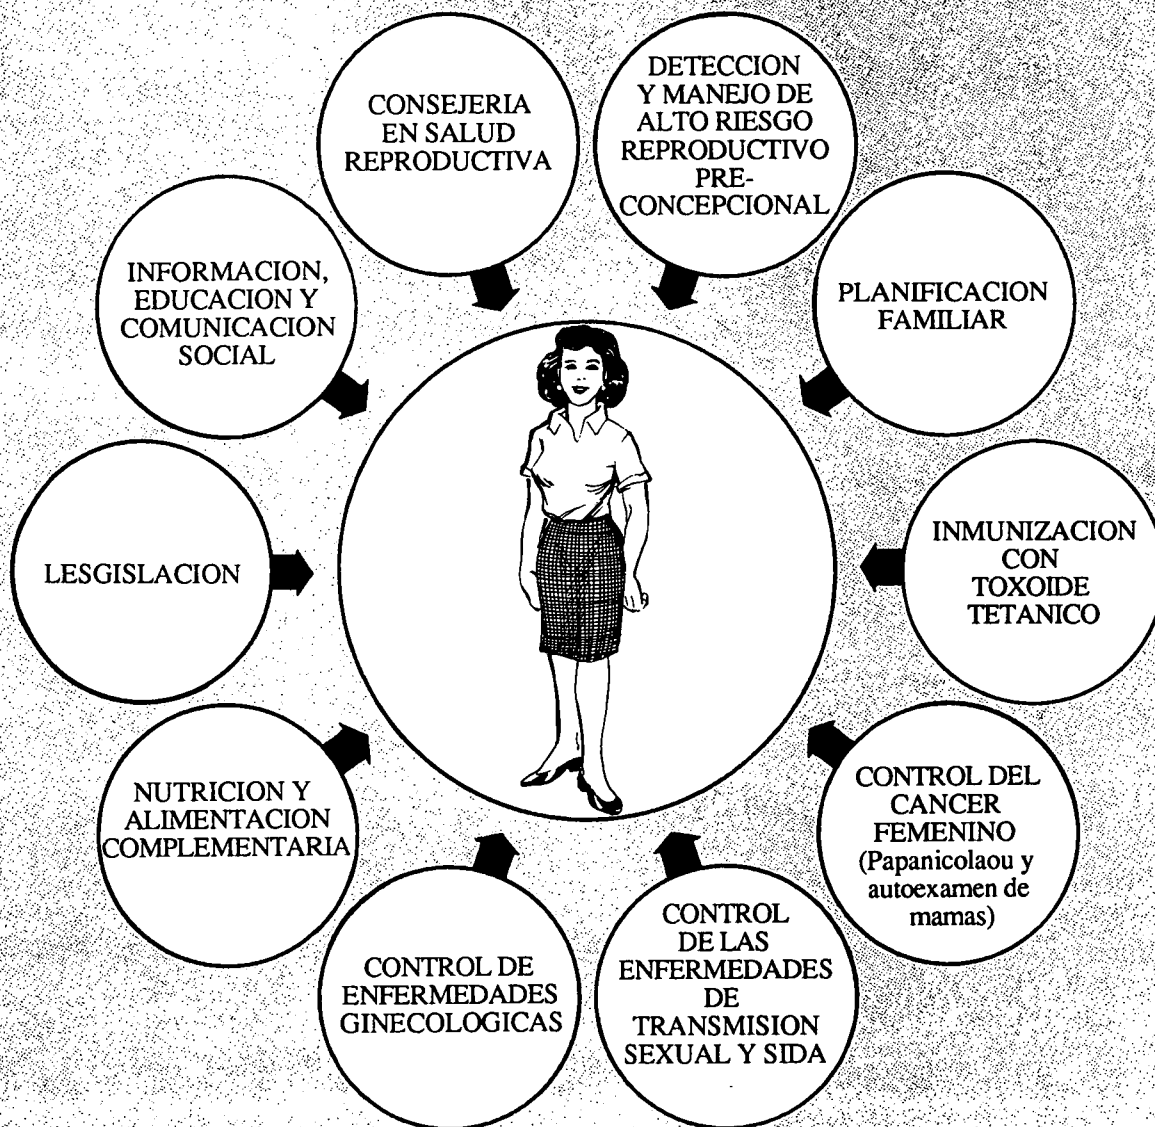 CONSEJERIA
EN SALUD
REPRODUCTIVA
DETECCION
Y MANEJO DE
ALTO RIESGO
REPRODUCTIVO
PRE-
CONCEPCIONAL
PLANIFICACION
FAMILIAR
INMUNIZACION
CON
TOXOIDE
TETANICO
CONTROL DEL
CANCER
FEMENINO
(Papanicolaou y
autoexamen de
mamas)
CONTROL
DE LAS
ENFERMEDADES
DE
TRANSMISION
SEXUAL Y SIDA
CONTROL DE
ENFERMEDADES
GINECOLOGICAS
NUTRICION Y
ALIMENTACION
COMPLEMENTARIA
LESGISLACION
INFORMACION,
EDUCACION Y
COMUNICACION
SOCIAL